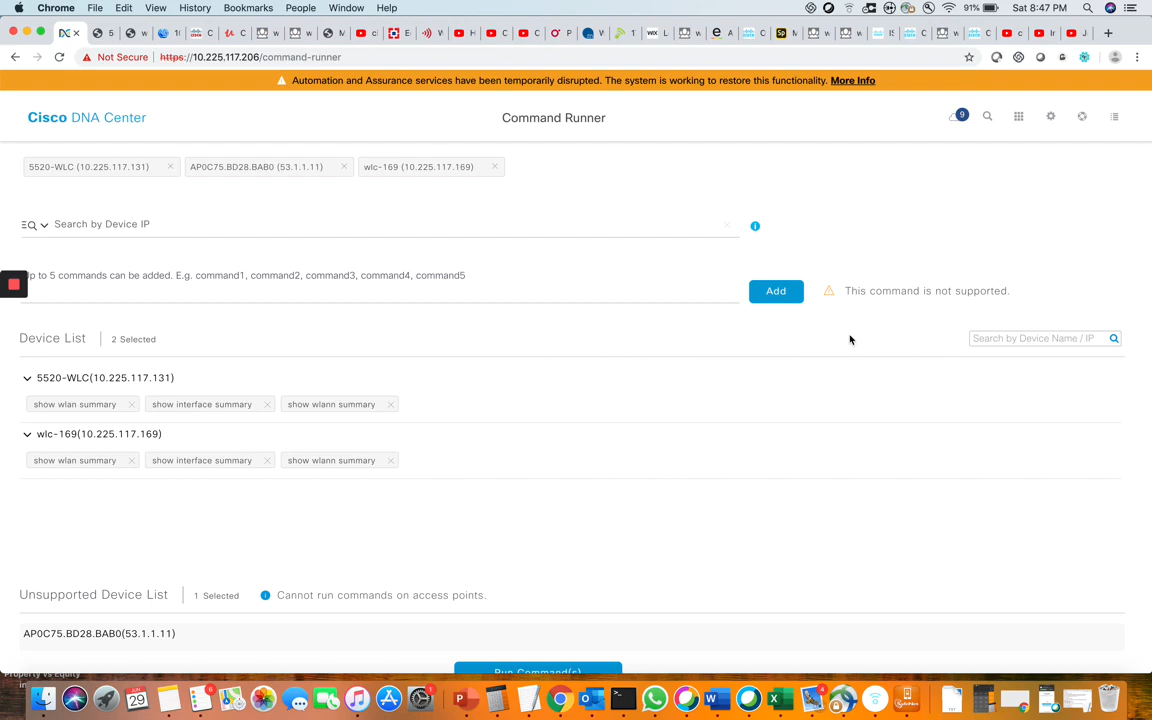 Chrome File Edit View History Bookmarks People Window Help 91% Sat 8:47 PM
Not Secure https://10.225.117.206/command-runner
Automation and Assurance services have been temporarily disrupted. The system is working to restore this functionality. More Info
Cisco DNA Center Command Runner 9
5520-WLC (10.225.117.131) AP0C75.BD28.BAB0 (53.1.1.11) wlc-169 (10.225.117.169)
Search by Device IP
p to 5 commands can be added. E.g. command1, command2, command3, command4, command5
Add This command is not supported.
Device List 2 Selected Search by Device Name / IP
5520-WLC(10.225.117.131)
show wlan summary show interface summary show wlann summary
wlc-169(10.225.117.169)
show wlan summary show interface summary show wlann summary
Unsupported Device List 1 Selected Cannot run commands on access points.
AP0C75.BD28.BAB0(53.1.1.11)
Run Command(s)
Property vs Equity